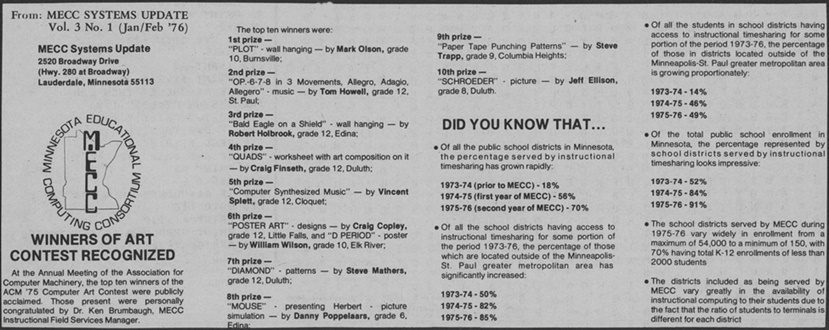 From: MECC SYSTEMS UPDATE
Vol. 3 No. 1 (Jan/Feb '76)
MECC Systems Update
2520 Broadway Drive
(Hwy. 280 at Broadway)
Lauderdale, Minnesota 55113
MINNESOTA EDUCATIONAL
COMPUTING CONSORTIUM
MECC
WINNERS OF ART
CONTEST RECOGNIZED
At the Annual Meeting of the Association for
Computer Machinery, the top ten winners of the
ACM '75 Computer Art Contest were publicly
acclaimed. Those present were personally
congratulated by Dr. Ken Brumbaugh, MECC
Instructional Field Services Manager.
The top ten winners were:
1st prize —
"PLOT" - wall hanging — by Mark Olson, grade
10, Burnsville;
2nd prize —
"OP.-6-7-8 in 3 Movements, Allegro, Adagio,
Allegero" - music — by Tom Howell, grade 12,
St. Paul;
3rd prize —
"Bald Eagle on a Shield" - wall hanging — by
Robert Holbrook, grade 12, Edina;
4th prize —
"QUADS" - worksheet with art composition on it
— by Craig Finseth, grade 12, Duluth;
5th prize —
"Computer Synthesized Music" — by Vincent
Splett, grade 12, Cloquet;
6th prize —
"POSTER ART" - designs — by Craig Copley,
grade 12, Little Falls, and "D PERIOD" - poster
— by William Wilson, grade 10, Elk River;
7th prize —
"DIAMOND" - patterns — by Steve Mathers,
grade 12, Duluth;
8th prize —
"MOUSE" - presenting Herbert - picture
simulation — by Danny Poppelaars, grade 6,
Edina;
9th prize —
"Paper Tape Punching Patterns" — by Steve
Trapp, grade 9, Columbia Heights;
10th prize —
"SCHROEDER" - picture — by Jeff Ellison,
grade 8, Duluth.
DID YOU KNOW THAT...
● Of all the public school districts in Minnesota,
the percentage served by instructional
timesharing has grown rapidly:
1973-74 (prior to MECC) - 18%
1974-75 (first year of MECC) - 56%
1975-76 (second year of MECC) - 70%
● Of all the school districts having access to
instructional timesharing for some portion of
the period 1973-76, the percentage of those
which are located outside of the Minneapolis-
St. Paul greater metropolitan area has
significantly increased:
1973-74 - 50%
1974-75 - 82%
1975-76 - 85%
● Of all the students in school districts having
access to instructional timesharing for some
portion of the period 1973-76, the percentage
of those in districts located outside of the
Minneapolis-St. Paul greater metropolitan area
is growing proportionately:
1973-74 - 14%
1974-75 - 46%
1975-76 - 49%
● Of the total public school enrollment in
Minnesota, the percentage represented by
school districts served by instructional
timesharing looks impressive:
1973-74 - 52%
1974-75 - 84%
1975-76 - 91%
● The school districts served by MECC during
1975-76 vary widely in enrollment from a
maximum of 54,000 to a minimum of 150, with
70% having total K-12 enrollments of less than
2000 students
● The districts included as being served by
MECC vary greatly in the availability of
instructional computing to their students due to
the fact that the ratio of students to terminals is
different for each district